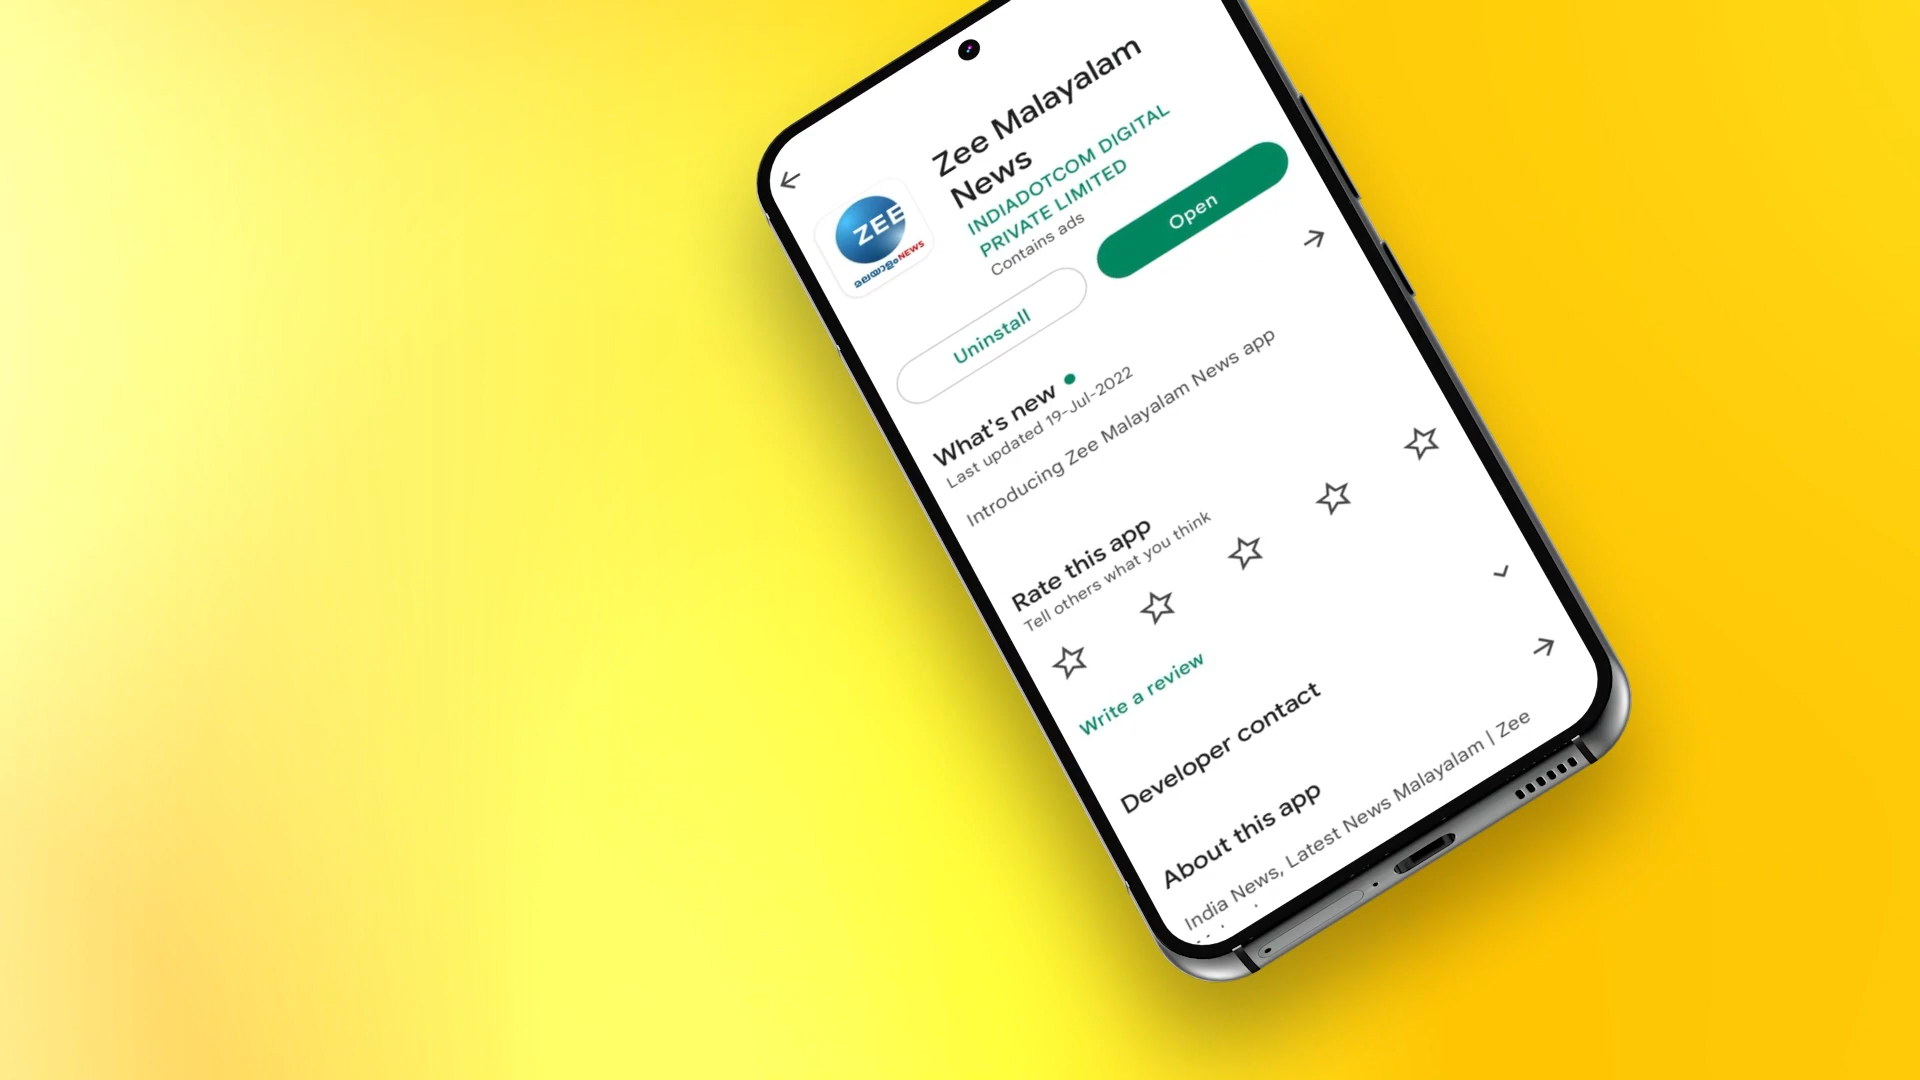 Zee Malayalam
News
INDIADOTCOM DIGITAL
PRIVATE LIMITED
Contains ads
ZEE
മലയാളം NEWS
Uninstall
Open
What's new
Last updated 19-Jul-2022
Introducing Zee Malayalam News app
Rate this app
Tell others what you think
Write a review
Developer contact
About this app
India News, Latest News Malayalam | Zee